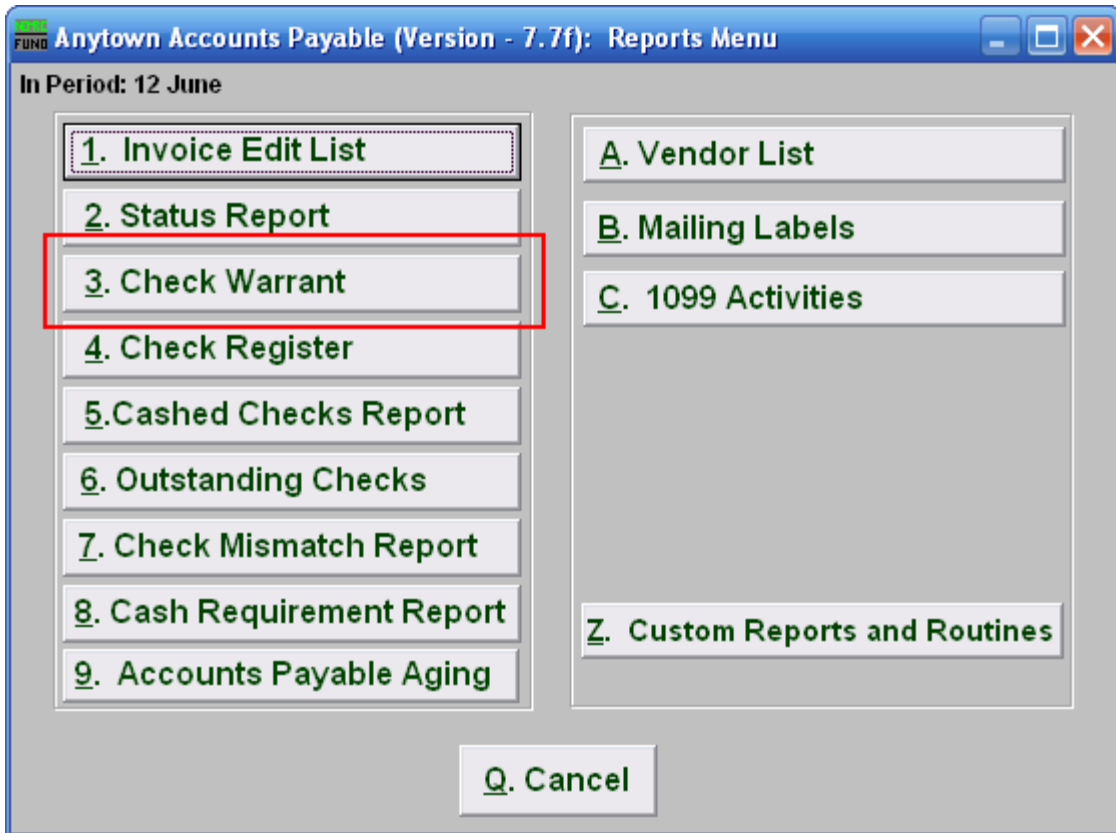 FUND Anytown Accounts Payable (Version - 7.7f): Reports Menu
In Period: 12 June
1. Invoice Edit List
2. Status Report
3. Check Warrant
4. Check Register
5.Cashed Checks Report
6. Outstanding Checks
7. Check Mismatch Report
8. Cash Requirement Report
9. Accounts Payable Aging
A. Vendor List
B. Mailing Labels
C. 1099 Activities
Z. Custom Reports and Routines
Q. Cancel